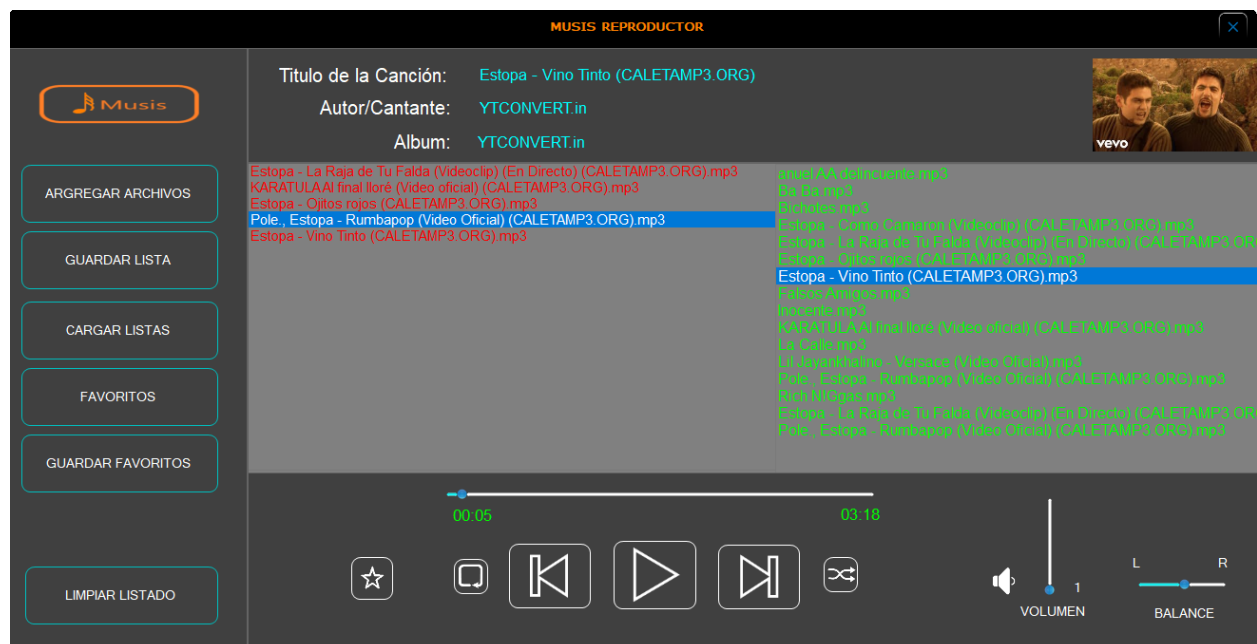 MUSIS REPRODUCTOR
Musis
Titulo de la Canción: Estopa - Vino Tinto (CALETAMP3.ORG)
Autor/Cantante: YTCONVERT.in
Album: YTCONVERT.in
vevo
ARGREGAR ARCHIVOS
GUARDAR LISTA
CARGAR LISTAS
FAVORITOS
GUARDAR FAVORITOS
LIMPIAR LISTADO
Estopa - La Raja de Tu Falda (Videoclip) (En Directo) (CALETAMP3.ORG).mp3
KARATULA Al final lloré (Video oficial) (CALETAMP3.ORG).mp3
Estopa - Ojitos rojos (CALETAMP3.ORG).mp3
Pole., Estopa - Rumbapop (Video Oficial) (CALETAMP3.ORG).mp3
Estopa - Vino Tinto (CALETAMP3.ORG).mp3
anuel AA delincuente.mp3
Ba Ba.mp3
Bichotes.mp3
Estopa - Como Camaron (Videoclip) (CALETAMP3.ORG).mp3
Estopa - La Raja de Tu Falda (Videoclip) (En Directo) (CALETAMP3.OR
Estopa - Ojitos rojos (CALETAMP3.ORG).mp3
Estopa - Vino Tinto (CALETAMP3.ORG).mp3
Falsos Amigos.mp3
Inocente.mp3
KARATULA Al final lloré (Video oficial) (CALETAMP3.ORG).mp3
La Calle.mp3
Lil Jayankhalino - Versace (Video Oficial).mp3
Pole., Estopa - Rumbapop (Video Oficial) (CALETAMP3.ORG).mp3
Rich N!Ggas.mp3
Estopa - La Raja de Tu Falda (Videoclip) (En Directo) (CALETAMP3.OR
Pole., Estopa - Rumbapop (Video Oficial) (CALETAMP3.ORG).mp3
00:05
03:18
1
VOLUMEN
L R
BALANCE